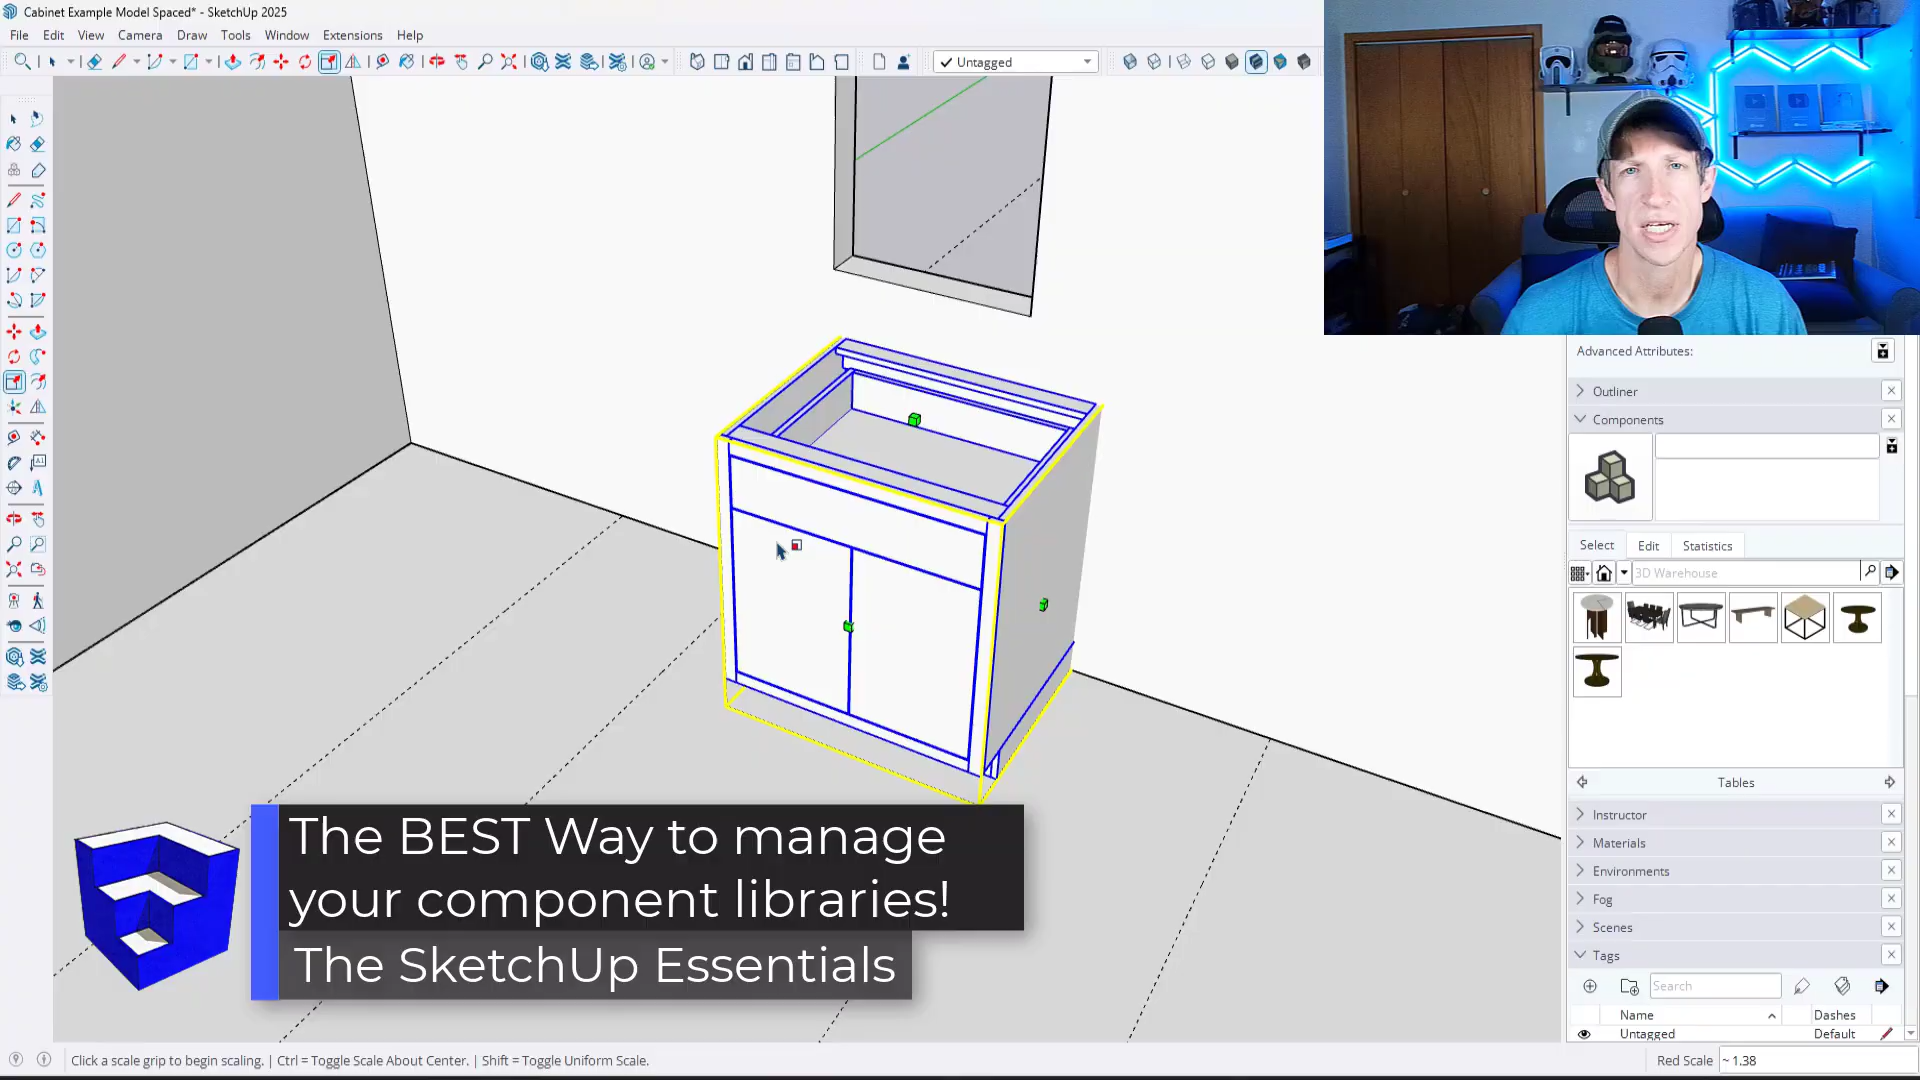 Cabinet Example Model Spaced* - SketchUp 2025
File Edit View Camera Draw Tools Window Extensions Help
Untagged
Advanced Attributes:
Outliner
Components
Select Edit Statistics
3D Warehouse
Tables
Instructor
Materials
Environments
Fog
Scenes
Tags
Search
Name Dashes
Untagged Default
The BEST Way to manage
your component libraries!
The SketchUp Essentials
Click a scale grip to begin scaling. | Ctrl = Toggle Scale About Center. | Shift = Toggle Uniform Scale.
Red Scale ~ 1.38